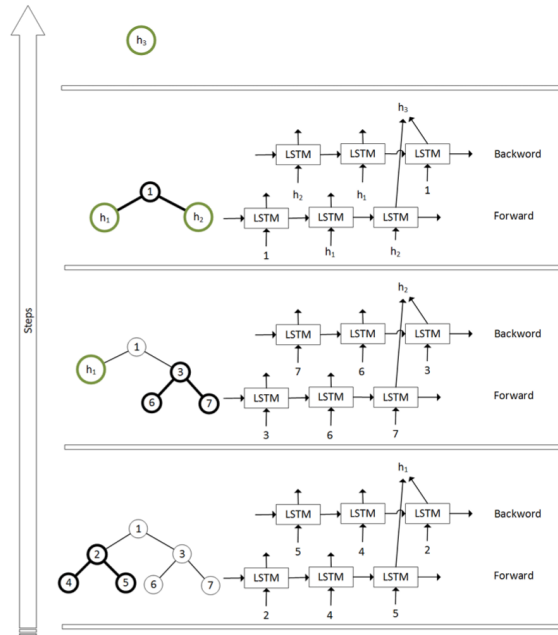 h3
h3
LSTM LSTM LSTM Backword
h2 h1 1
1
h1 h2
LSTM LSTM LSTM Forward
1 h1 h2
h2
LSTM LSTM LSTM Backword
7 6 3
1
h1 3
6 7
LSTM LSTM LSTM Forward
3 6 7
h1
LSTM LSTM LSTM Backword
5 4 2
1
2 3
4 5 6 7
LSTM LSTM LSTM Forward
2 4 5
Steps